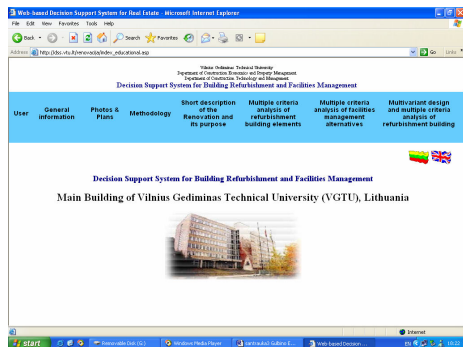 Web-based Decision Support System for Real Estate - Microsoft Internet Explorer
File Edit View Favorites Tools Help
Back Search Favorites
Address http://dss.vtu.lt/renovacija/index_educational.asp Go Links
Vilnius Gediminas Technical University
Department of Construction Economics and Property Management
Department of Construction Technology and Management
Decision Support System for Building Refurbishment and Facilities Management
User
General information
Photos & Plans
Methodology
Short description of the Renovation and its purpose
Multiple criteria analysis of refurbishment building elements
Multiple criteria analysis of facilities management alternatives
Multivariant design and multiple criteria analysis of refurbishment building
Decision Support System for Building Refurbishment and Facilities Management
Main Building of Vilnius Gediminas Technical University (VGTU), Lithuania
Internet
start Removable Disk (G:) Windows Media Player Web-based Decision ... EN 19:22